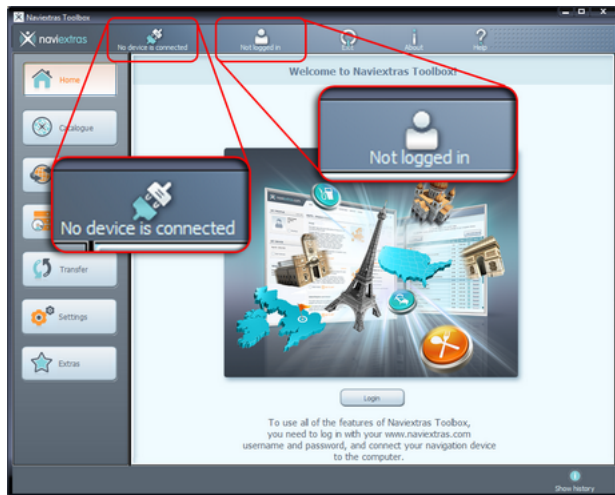 Naviextras Toolbox
naviextras
No device is connected
Not logged in
Exit
About
Help
Welcome to Naviextras Toolbox!
Home
Catalogue
Not logged in
No device is connected
Transfer
Settings
Extras
Login
To use all of the features of Naviextras Toolbox,
you need to log in with your www.naviextras.com
username and password, and connect your navigation device
to the computer.
Show history